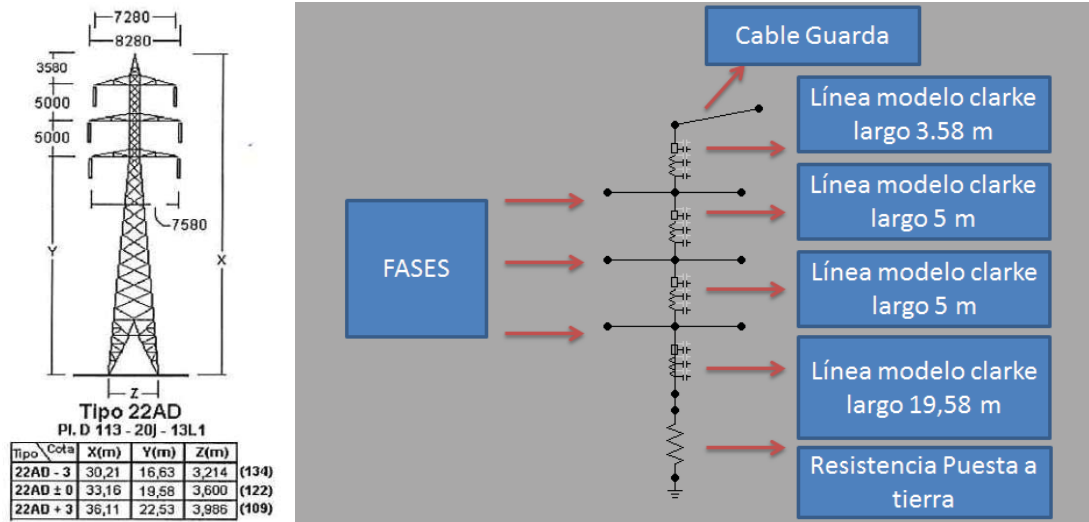 7280
8280
3580
5000
5000
7580
Y
X
Z
Tipo 22AD
Pl. D 113 - 20J - 13L1
Tipo Cota X(m) Y(m) Z(m)
22AD - 3 30,21 16,63 3,214 (134)
22AD ± 0 33,16 19,58 3,600 (122)
22AD + 3 36,11 22,53 3,986 (109)
Cable Guarda
Línea modelo clarke
largo 3.58 m
Línea modelo clarke
largo 5 m
FASES
Línea modelo clarke
largo 5 m
Línea modelo clarke
largo 19,58 m
Resistencia Puesta a
tierra